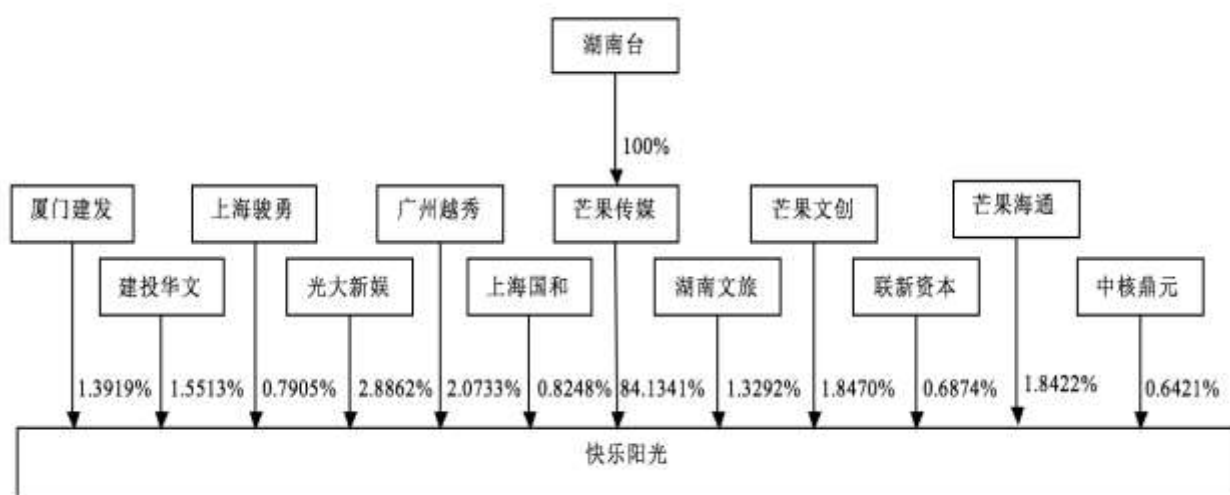 湖南台
100%
厦门建发
上海骏勇
广州越秀
芒果传媒
芒果文创
芒果海通
建投华文
光大新娱
上海国和
湖南文旅
联新资本
中核鼎元
1.3919%
1.5513%
0.7905%
2.8862%
2.0733%
0.8248%
84.1341%
1.3292%
1.8470%
0.6874%
1.8422%
0.6421%
快乐阳光